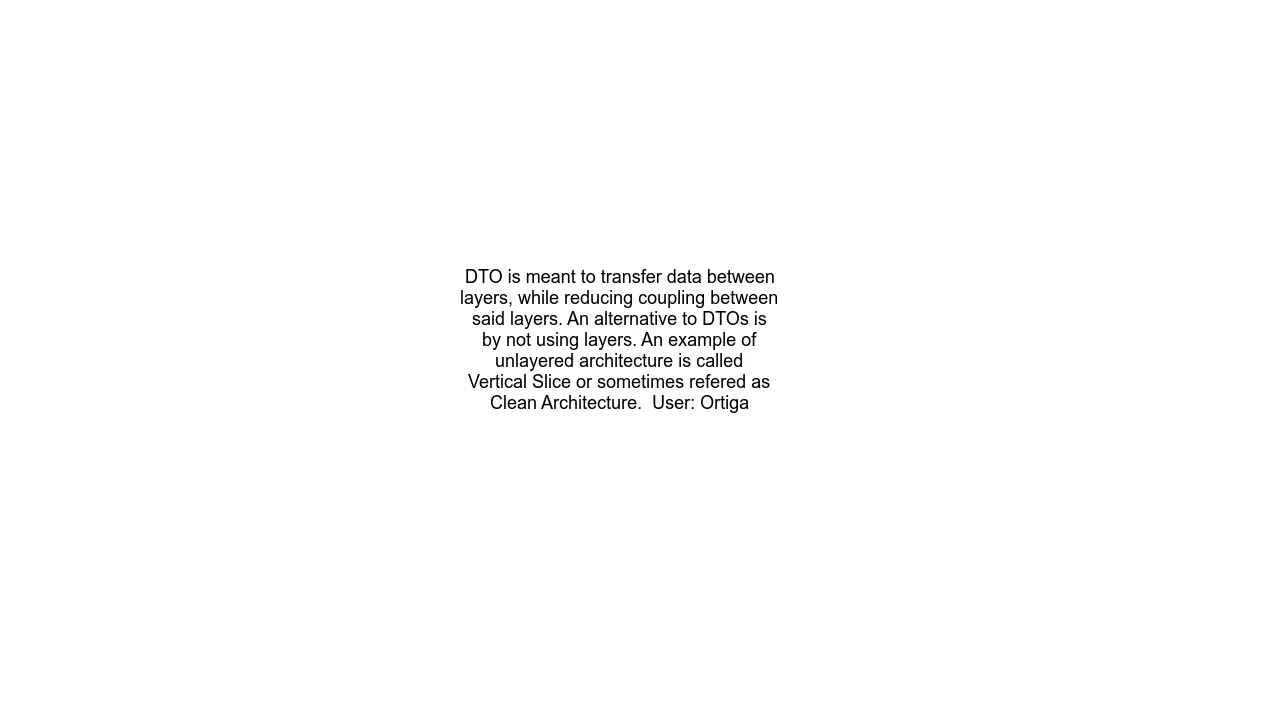 DTO is meant to transfer data between
layers, while reducing coupling between
said layers. An alternative to DTOs is
by not using layers. An example of
unlayered architecture is called
Vertical Slice or sometimes refered as
Clean Architecture.  User: Ortiga